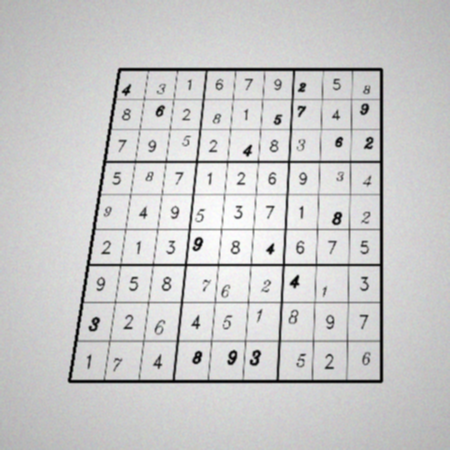 4 3 1 6 7 9 2 5 8
8 6 2 8 1 5 7 4 9
7 9 5 2 4 8 3 6 2
5 8 7 1 2 6 9 3 4
9 4 9 5 3 7 1 8 2
2 1 3 9 8 4 6 7 5
9 5 8 7 6 2 4 1 3
3 2 6 4 5 1 8 9 7
1 7 4 8 9 3 5 2 6